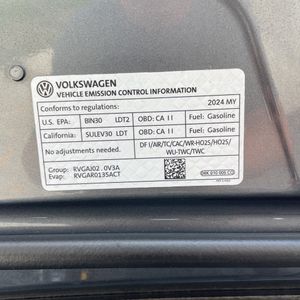 VOLKSWAGEN
VEHICLE EMISSION CONTROL INFORMATION
Conforms to regulations: 2024 MY
U.S. EPA: BIN30 LDT2 OBD: CA II Fuel: Gasoline
California: SULEV30 LDT OBD: CA II Fuel: Gasoline
No adjustments needed. DFI/AIR/TC/CAC/WR-HO2S/HO2S/
WU-TWC/TWC
Group: RVGAJ02.0V3A
Evap: RVGAR0135ACT